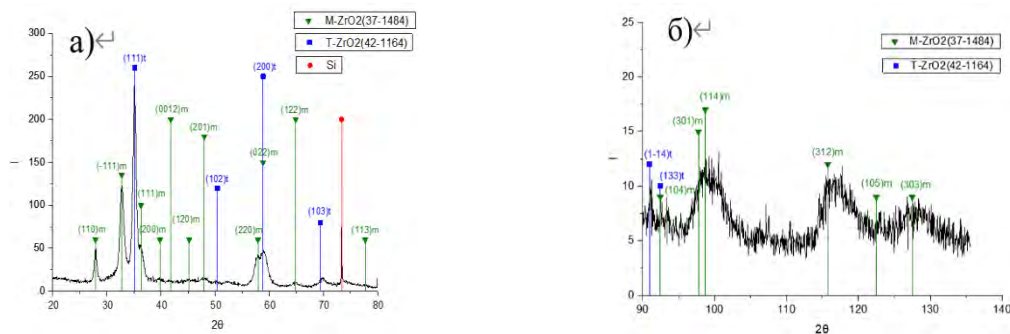 а)↵
M-ZrO2(37-1484)
T-ZrO2(42-1164)
Si
300
250
200
150
100
50
0
I
(111)t
(200)t
(0012)m
(122)m
(201)m
(-111)m
(022)m
(111)m
(102)t
(103)t
(110)m
(200)m
(120)m
(220)m
(113)m
20 30 40 50 60 70 80
2θ
б)↵
M-ZrO2(37-1484)
T-ZrO2(42-1164)
25
20
15
10
5
0
I
(114)m
(301)m
(1-14)t
(312)m
(133)t
(104)m
(105)m
(303)m
90 100 110 120 130 140
2θ